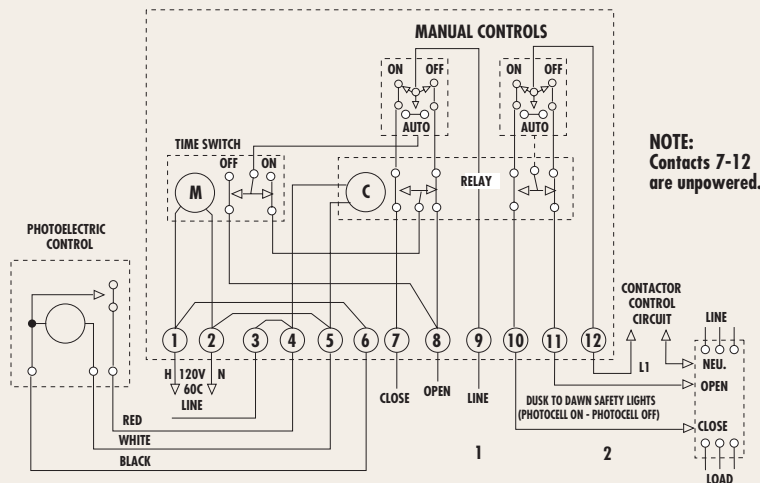 MANUAL CONTROLS
ON OFF
ON OFF
AUTO
AUTO
TIME SWITCH
OFF ON
M
C
RELAY
NOTE:
Contacts 7-12
are unpowered.
PHOTOELECTRIC
CONTROL
1 2 3 4 5 6 7 8 9 10 11 12
H 120V N
60C
LINE
CLOSE
OPEN
LINE
CONTACTOR
CONTROL
CIRCUIT
L1
LINE
NEU.
OPEN
CLOSE
LOAD
DUSK TO DAWN SAFETY LIGHTS
(PHOTOCELL ON - PHOTOCELL OFF)
RED
WHITE
BLACK
1 2